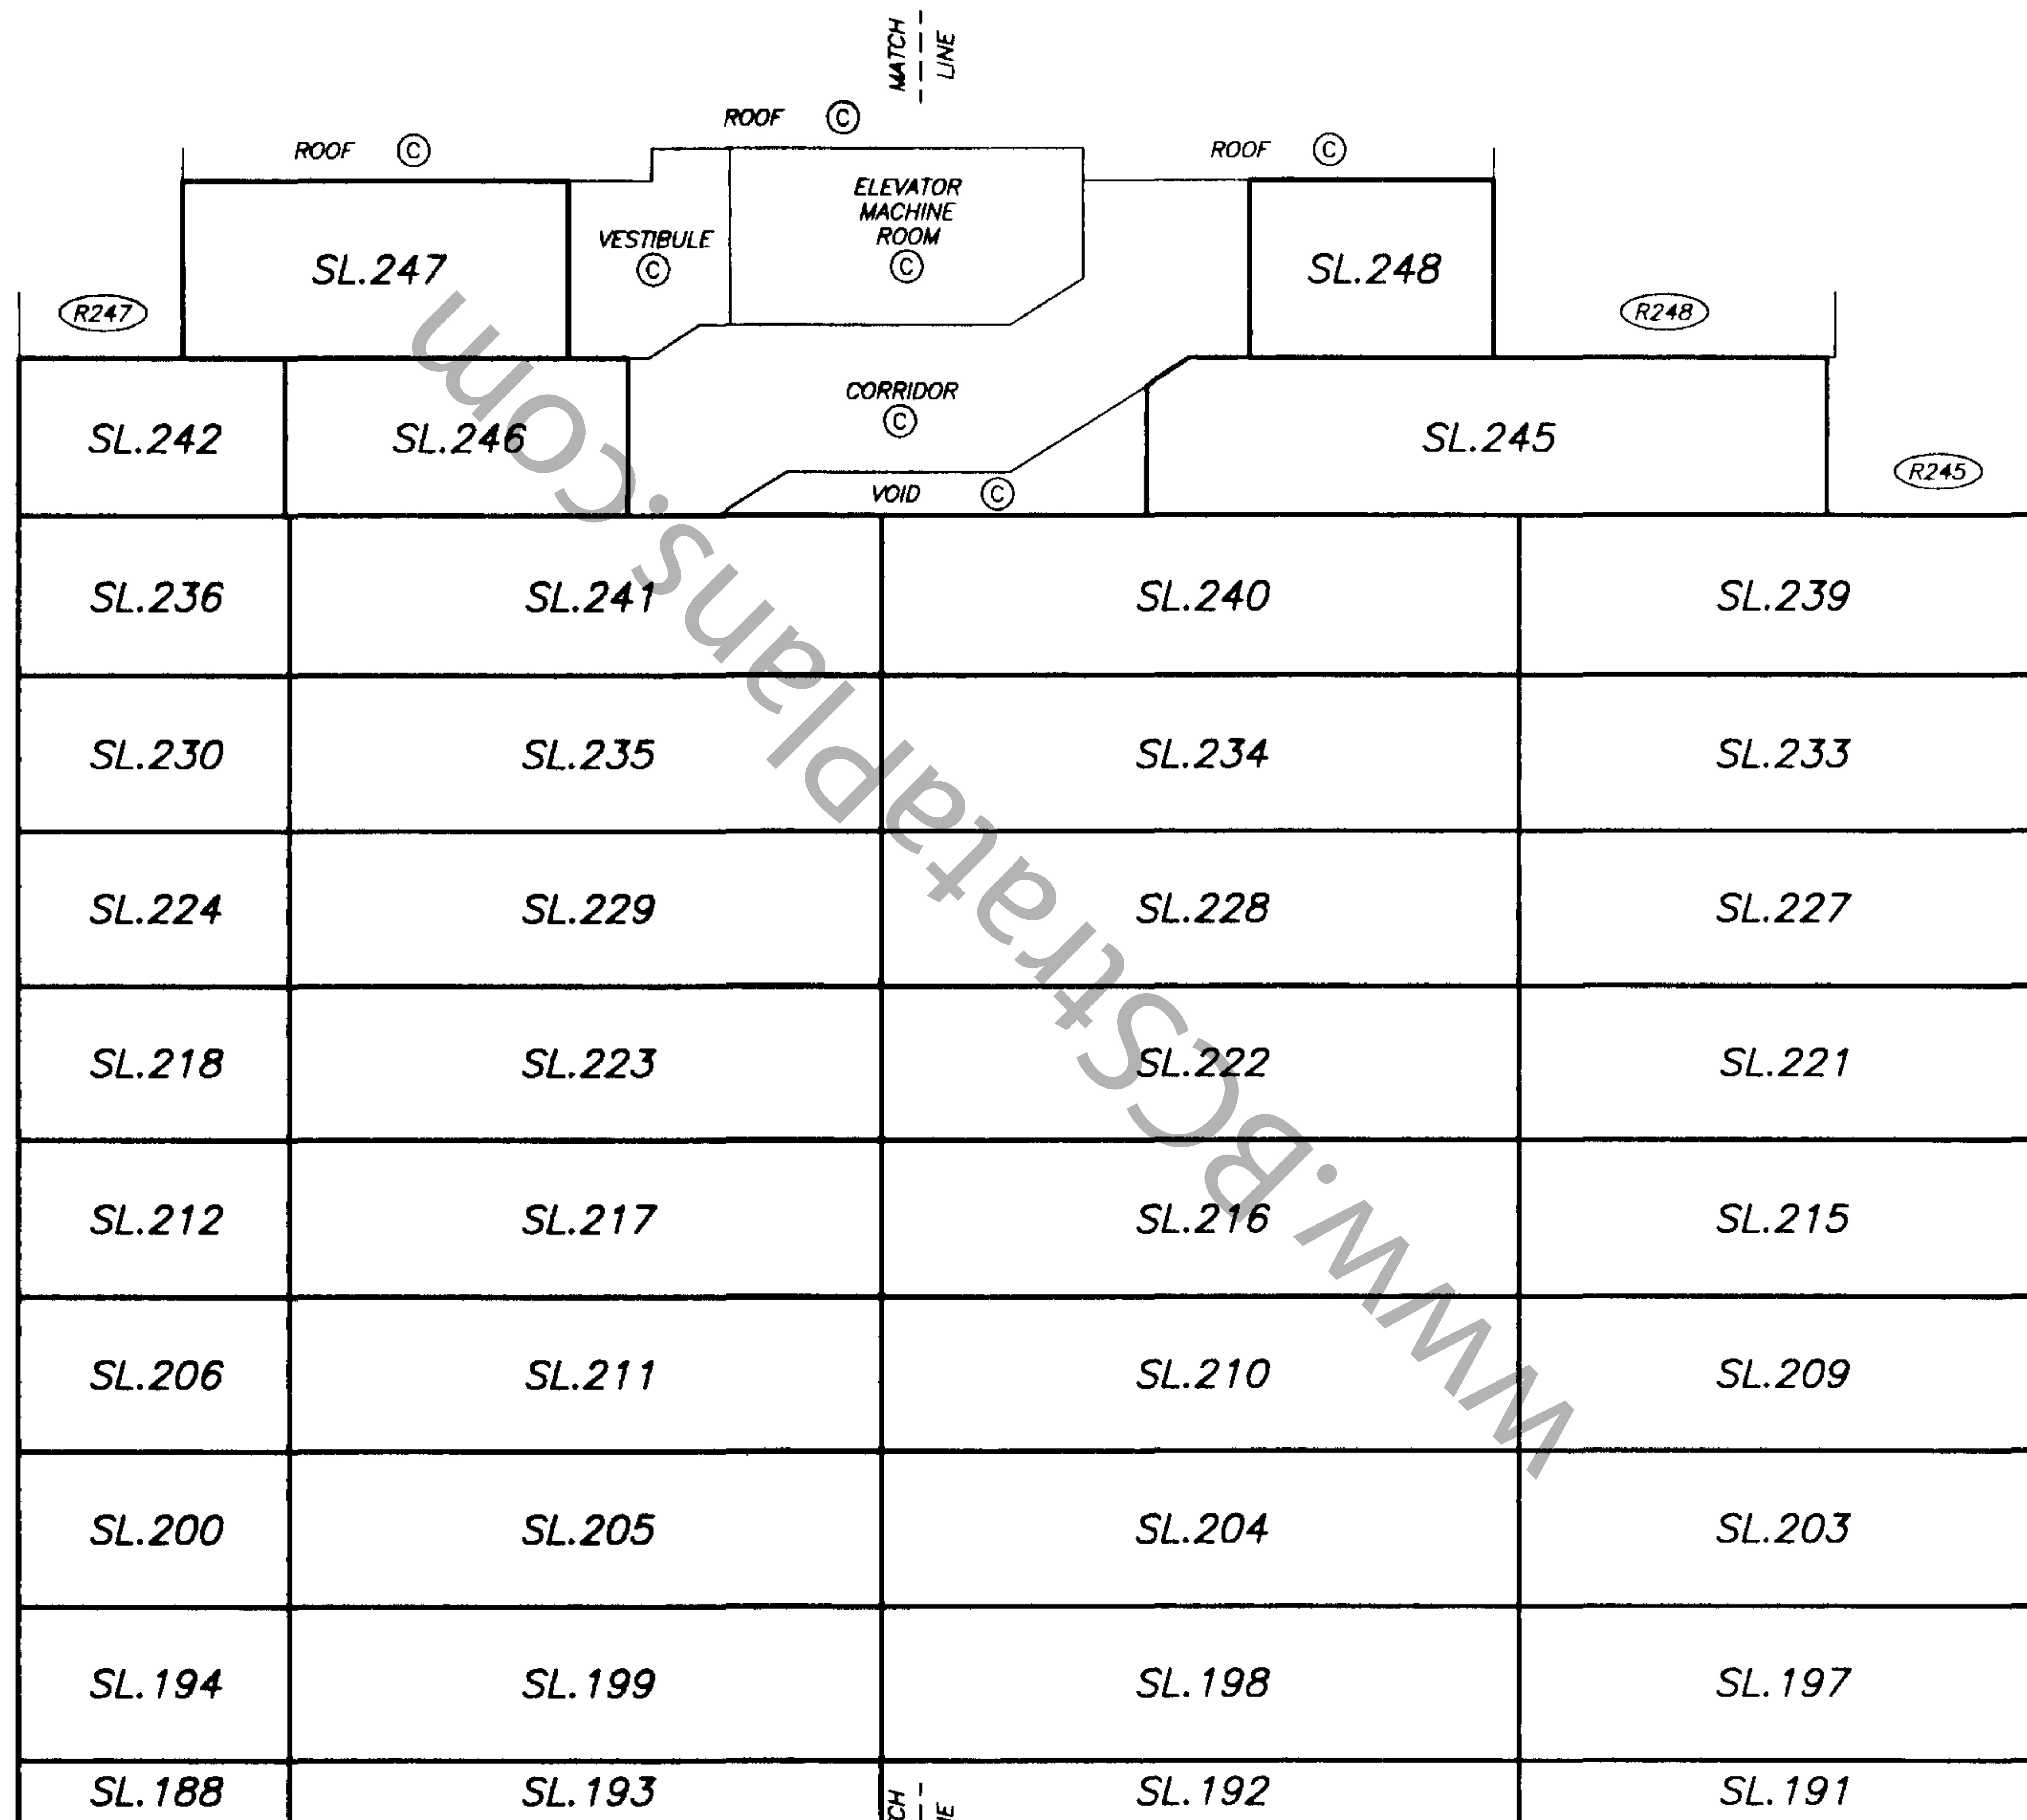 MATCH
LINE
ROOF Ⓒ
ROOF Ⓒ
ROOF Ⓒ
ELEVATOR
MACHINE
ROOM
Ⓒ
VESTIBULE
Ⓒ
SL.247
SL.248
R247
R248
CORRIDOR
Ⓒ
SL.242
SL.246
SL.245
R245
VOID Ⓒ
SL.236
SL.241
SL.240
SL.239
SL.230
SL.235
SL.234
SL.233
SL.224
SL.229
SL.228
SL.227
SL.218
SL.223
SL.222
SL.221
SL.212
SL.217
SL.216
SL.215
SL.206
SL.211
SL.210
SL.209
SL.200
SL.205
SL.204
SL.203
SL.194
SL.199
SL.198
SL.197
SL.188
SL.193
SL.192
SL.191
www.BCStrataPlans.com